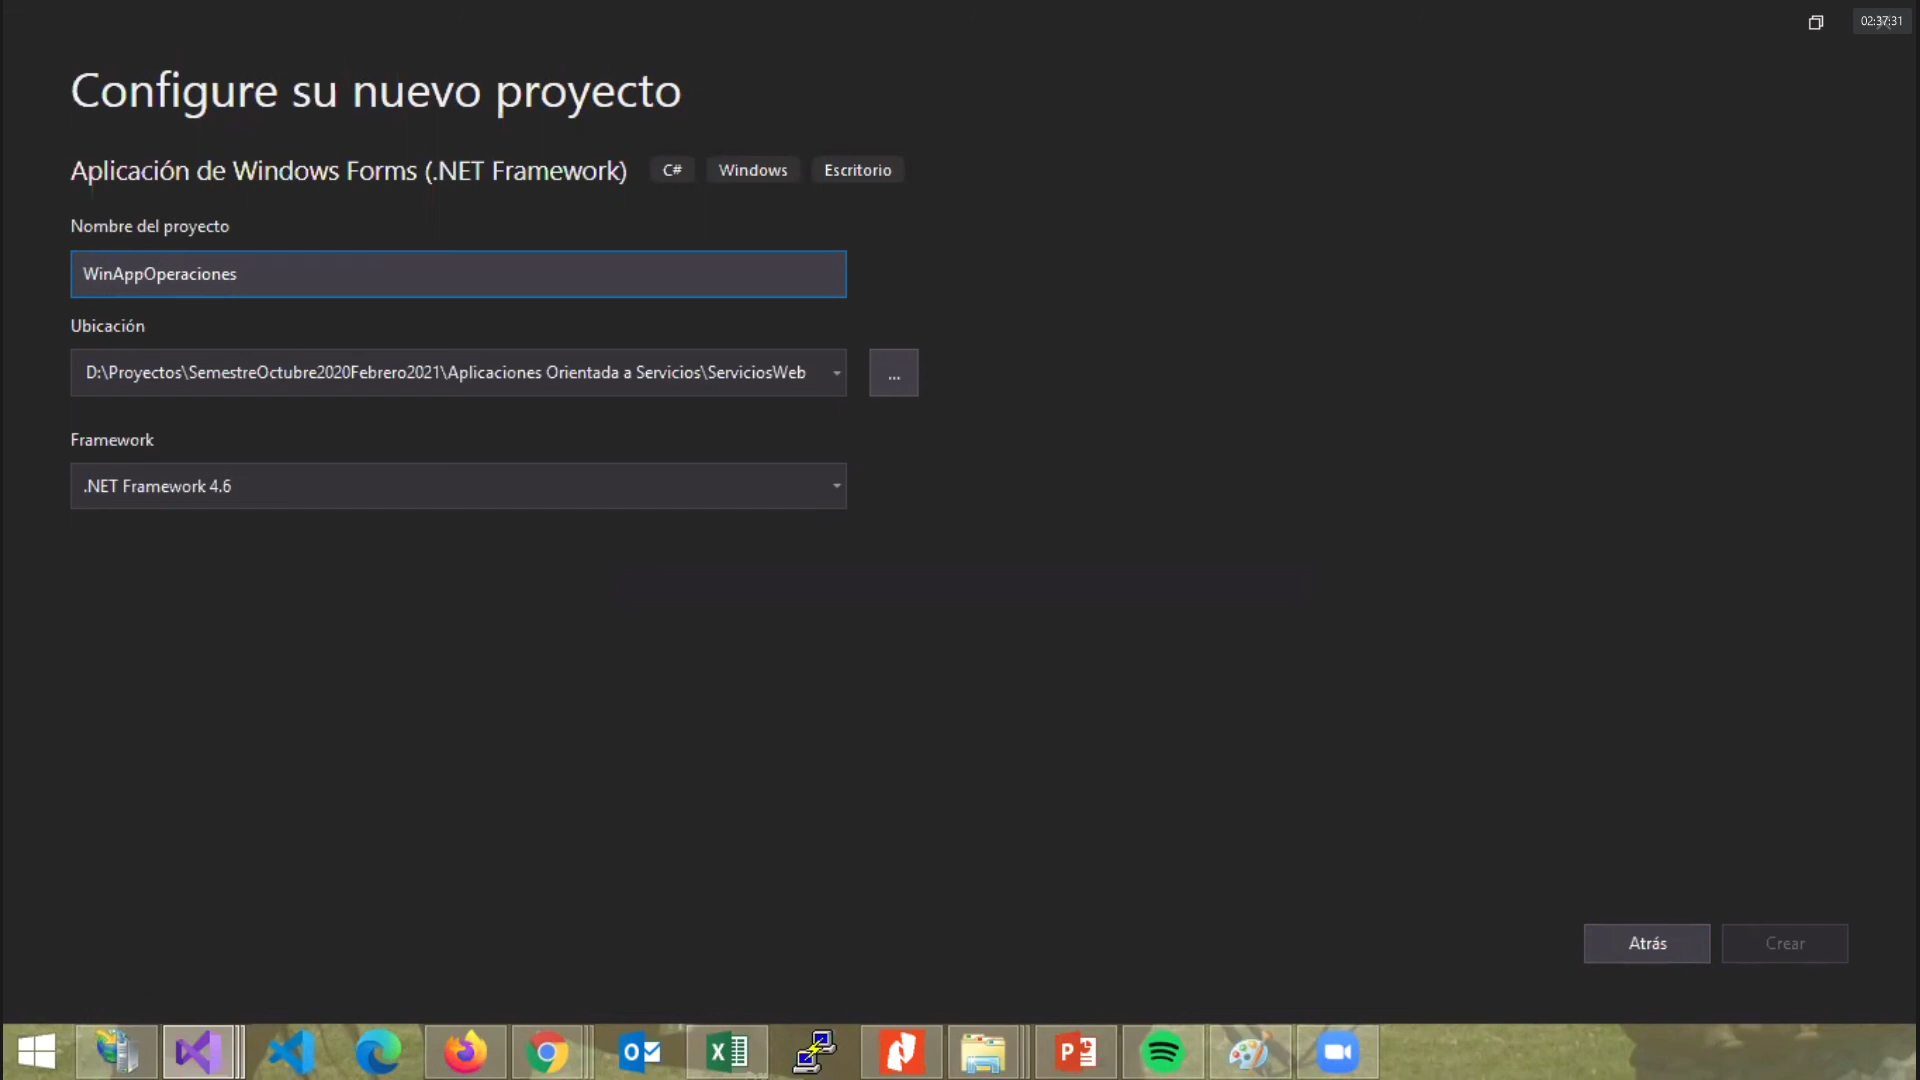 02:37:31
Configure su nuevo proyecto
Aplicación de Windows Forms (.NET Framework) C# Windows Escritorio
Nombre del proyecto
WinAppOperaciones
Ubicación
D:\Proyectos\SemestreOctubre2020Febrero2021\Aplicaciones Orientada a Servicios\ServiciosWeb
...
Framework
.NET Framework 4.6
Atrás Crear